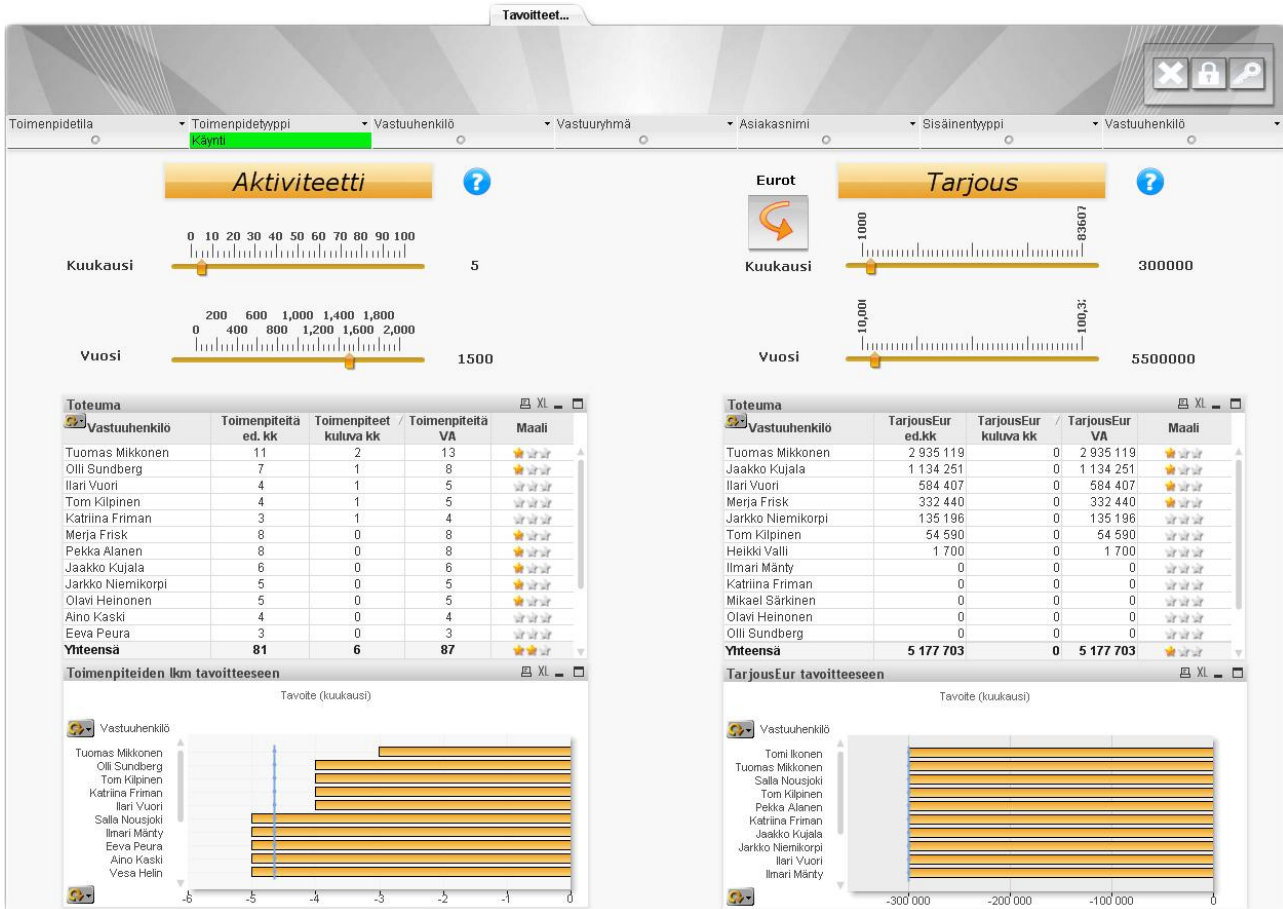 Tavoitteet...
Toimenpidetila Toimenpidetyyppi Vastuuhenkilö Vastuuryhmä Asiakasnimi Sisäinentyyppi Vastuuhenkilö
Käynti
Aktiviteetti
0 10 20 30 40 50 60 70 80 90 100
Kuukausi 5
200 600 1,000 1,400 1,800
0 400 800 1,200 1,600 2,000
Vuosi 1500
Eurot Tarjous
1000 83607
Kuukausi 300000
10,000 100,3
Vuosi 5500000
Toteuma XL
Vastuuhenkilö Toimenpiteitä ed. kk Toimenpiteet kuluva kk Toimenpiteitä VA Maali
Tuomas Mikkonen 11 2 13
Olli Sundberg 7 1 8
Ilari Vuori 4 1 5
Tom Kilpinen 4 1 5
Katriina Friman 3 1 4
Merja Frisk 8 0 8
Pekka Alanen 8 0 8
Jaakko Kujala 6 0 6
Jarkko Niemikorpi 5 0 5
Olavi Heinonen 5 0 5
Aino Kaski 4 0 4
Eeva Peura 3 0 3
Yhteensä 81 6 87
Toteuma XL
Vastuuhenkilö TarjousEur ed.kk TarjousEur kuluva kk TarjousEur VA Maali
Tuomas Mikkonen 2 935 119 0 2 935 119
Jaakko Kujala 1 134 251 0 1 134 251
Ilari Vuori 584 407 0 584 407
Merja Frisk 332 440 0 332 440
Jarkko Niemikorpi 135 196 0 135 196
Tom Kilpinen 54 590 0 54 590
Heikki Valli 1 700 0 1 700
Ilmari Mänty 0 0 0
Katriina Friman 0 0 0
Mikael Särkinen 0 0 0
Olavi Heinonen 0 0 0
Olli Sundberg 0 0 0
Yhteensä 5 177 703 0 5 177 703
Toimenpiteiden lkm tavoitteeseen XL
Tavoite (kuukausi)
Vastuuhenkilö
Tuomas Mikkonen
Olli Sundberg
Tom Kilpinen
Katriina Friman
Ilari Vuori
Salla Nousjoki
Ilmari Mänty
Eeva Peura
Aino Kaski
Vesa Helin
-6 -5 -4 -3 -2 -1 0
TarjousEur tavoitteeseen XL
Tavoite (kuukausi)
Vastuuhenkilö
Tomi Ikonen
Tuomas Mikkonen
Salla Nousjoki
Tom Kilpinen
Pekka Alanen
Katriina Friman
Jaakko Kujala
Jarkko Niemikorpi
Ilari Vuori
Ilmari Mänty
-300 000 -200 000 -100 000 0